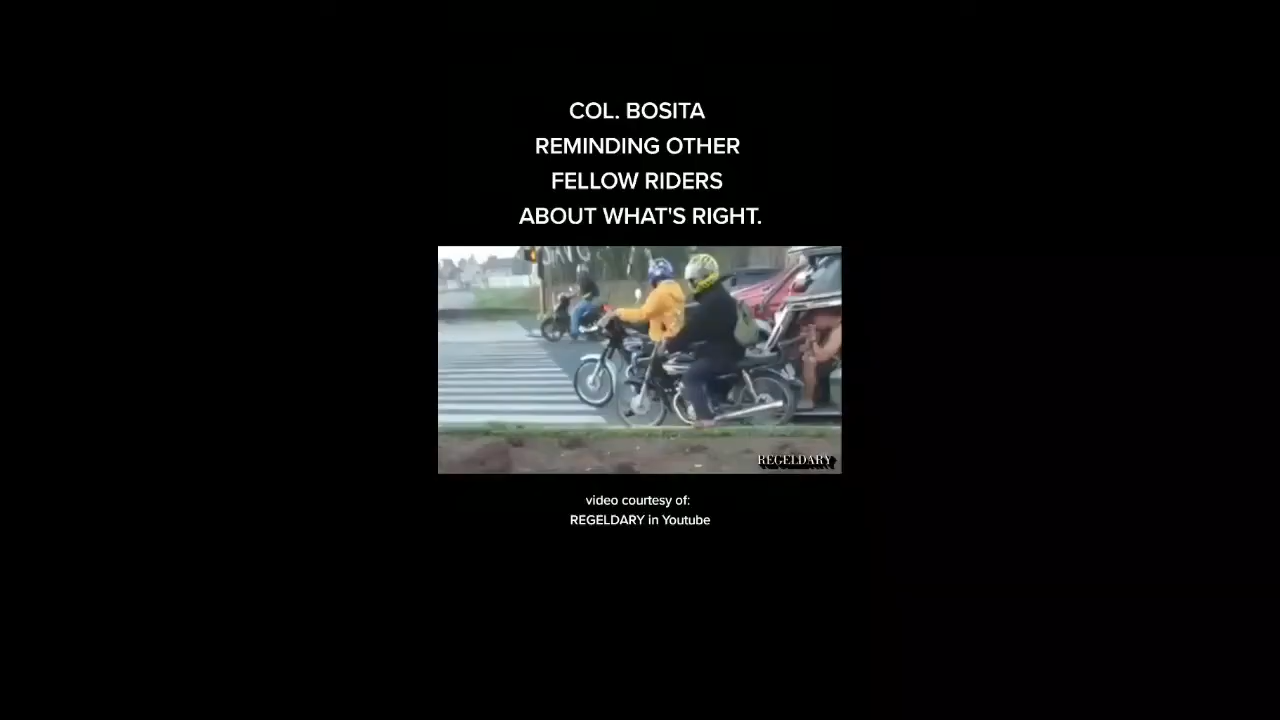 COL. BOSITA
REMINDING OTHER
FELLOW RIDERS
ABOUT WHAT'S RIGHT.
REGELDARY
video courtesy of:
REGELDARY in Youtube